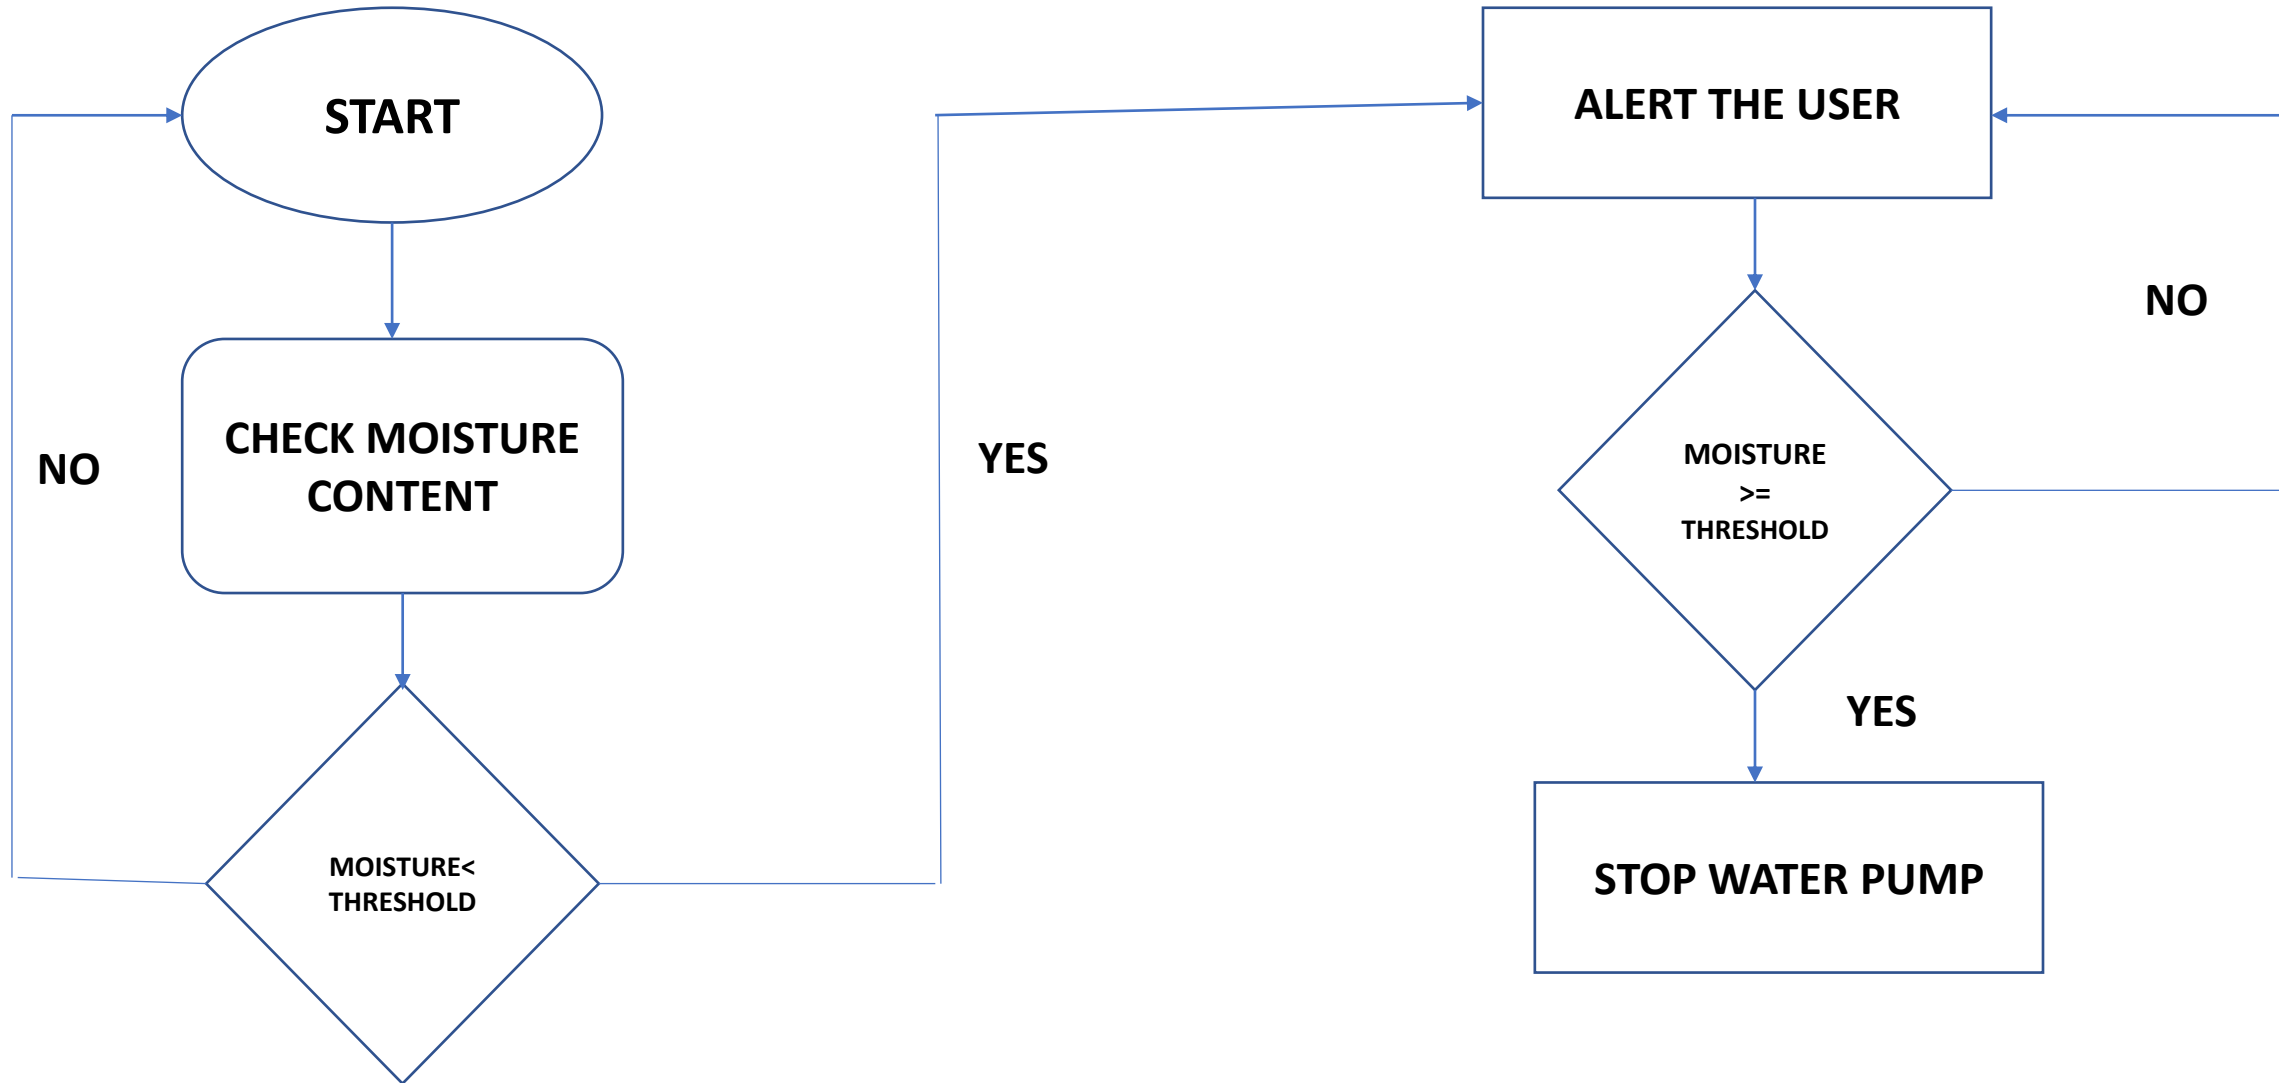 START
CHECK MOISTURE
CONTENT
NO
MOISTURE<
THRESHOLD
YES
ALERT THE USER
NO
MOISTURE
>=
THRESHOLD
YES
STOP WATER PUMP